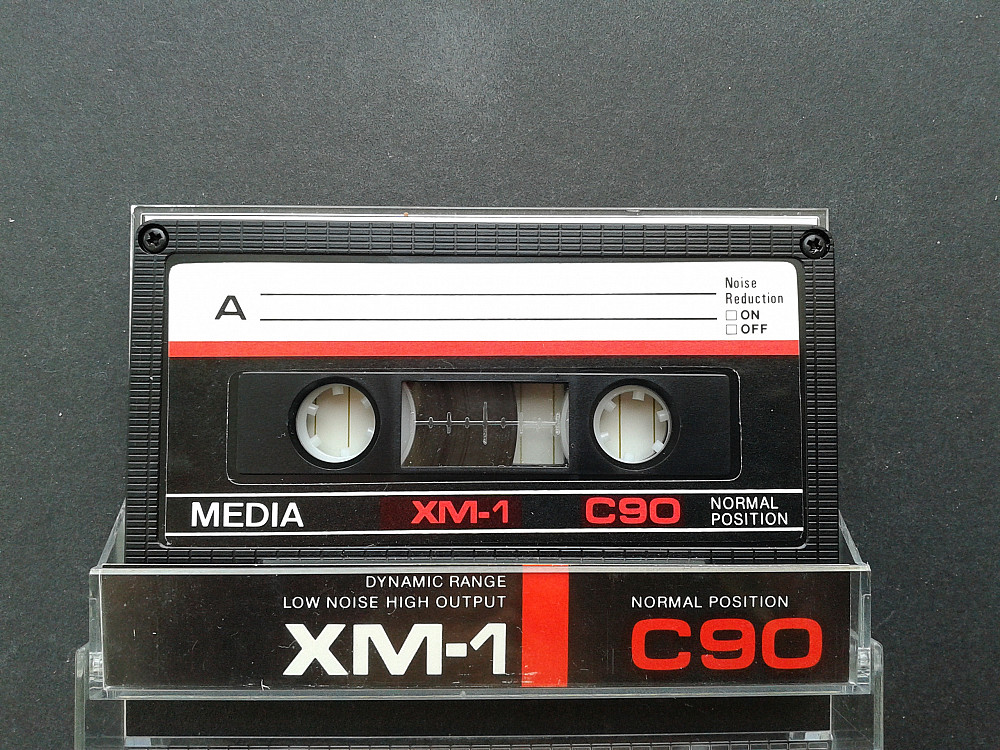 A
Noise
Reduction
ON
OFF
MEDIA XM-1 C90 NORMAL
POSITION
DYNAMIC RANGE
LOW NOISE HIGH OUTPUT NORMAL POSITION
XM-1 C90